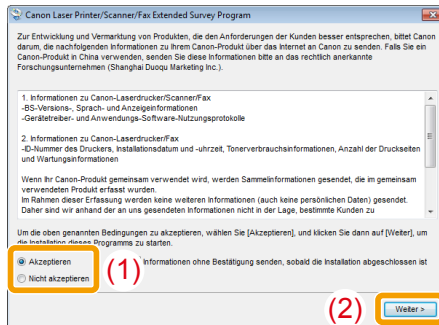 Canon Laser Printer/Scanner/Fax Extended Survey Program
Zur Entwicklung und Vermarktung von Produkten, die den Anforderungen der Kunden besser entsprechen, bittet Canon
darum, die nachfolgenden Informationen zu Ihrem Canon-Produkt über das Internet an Canon zu senden. Falls Sie ein
Canon-Produkt in China verwenden, senden Sie diese Informationen bitte an das rechtlich anerkannte
Forschungsunternehmen (Shanghai Duoqu Marketing Inc.).
1. Informationen zu Canon-Laserdrucker/Scanner/Fax
-BS-Versions-, Sprach- und Anzeigeinformationen
-Gerätetreiber- und Anwendungs-Software-Nutzungsprotokolle
2. Informationen zu Canon-Laserdrucker/Fax
-ID-Nummer des Druckers, Installationsdatum und -uhrzeit, Tonerverbrauchsinformationen, Anzahl der Druckseiten
und Wartungsinformationen
Wenn Ihr Canon-Produkt gemeinsam verwendet wird, werden Sammelinformationen gesendet, die im gemeinsam
verwendeten Produkt erfasst wurden.
Im Rahmen dieser Erfassung werden keine weiteren Informationen (auch keine persönlichen Daten) gesendet.
Daher sind wir anhand der an uns gesendeten Informationen nicht in der Lage, bestimmte Kunden zu
Um die oben genannten Bedingungen zu akzeptieren, wählen Sie [Akzeptieren], und klicken Sie dann auf [Weiter], um
die Installation dieses Programms zu starten.
Akzeptieren
Informationen ohne Bestätigung senden, sobald die Installation abgeschlossen ist
Nicht akzeptieren
(1)
(2)
Weiter >